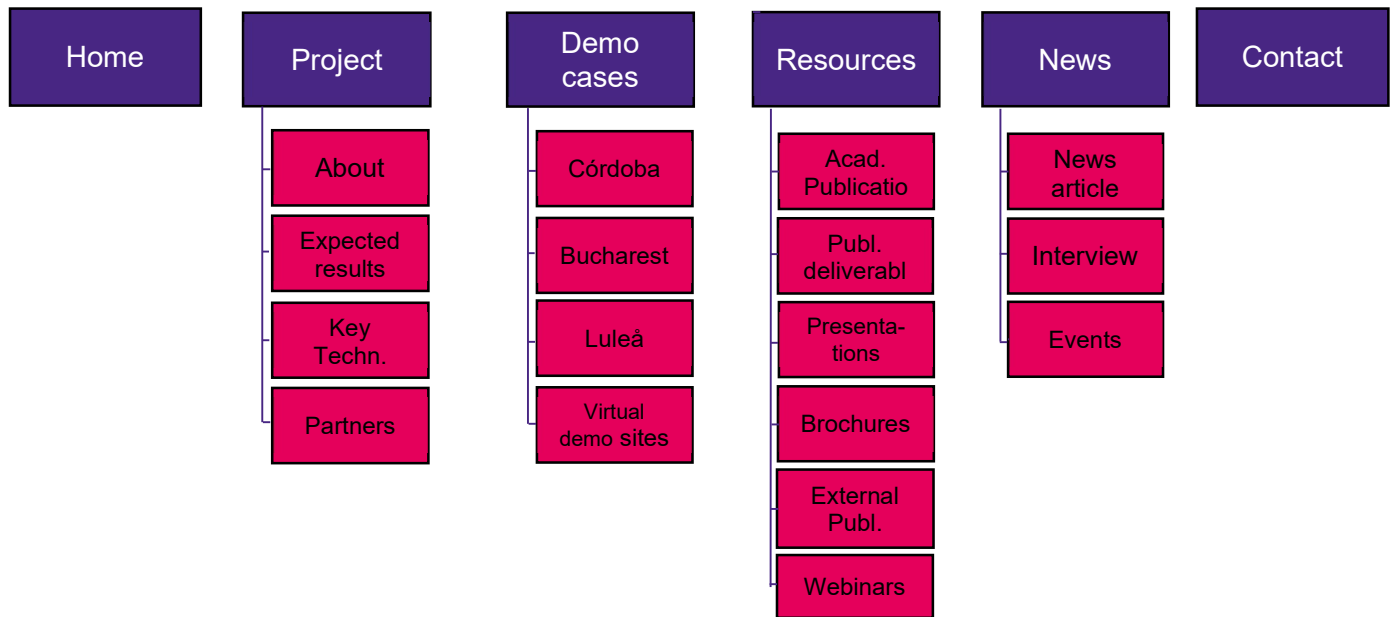 Home
Project
Demo
cases
Resources
News
Contact
About
Expected
results
Key
Techn.
Partners
Córdoba
Bucharest
Luleå
Virtual
demo sites
Acad.
Publicatio
Publ.
deliverabl
Presenta-
tions
Brochures
External
Publ.
Webinars
News
article
Interview
Events